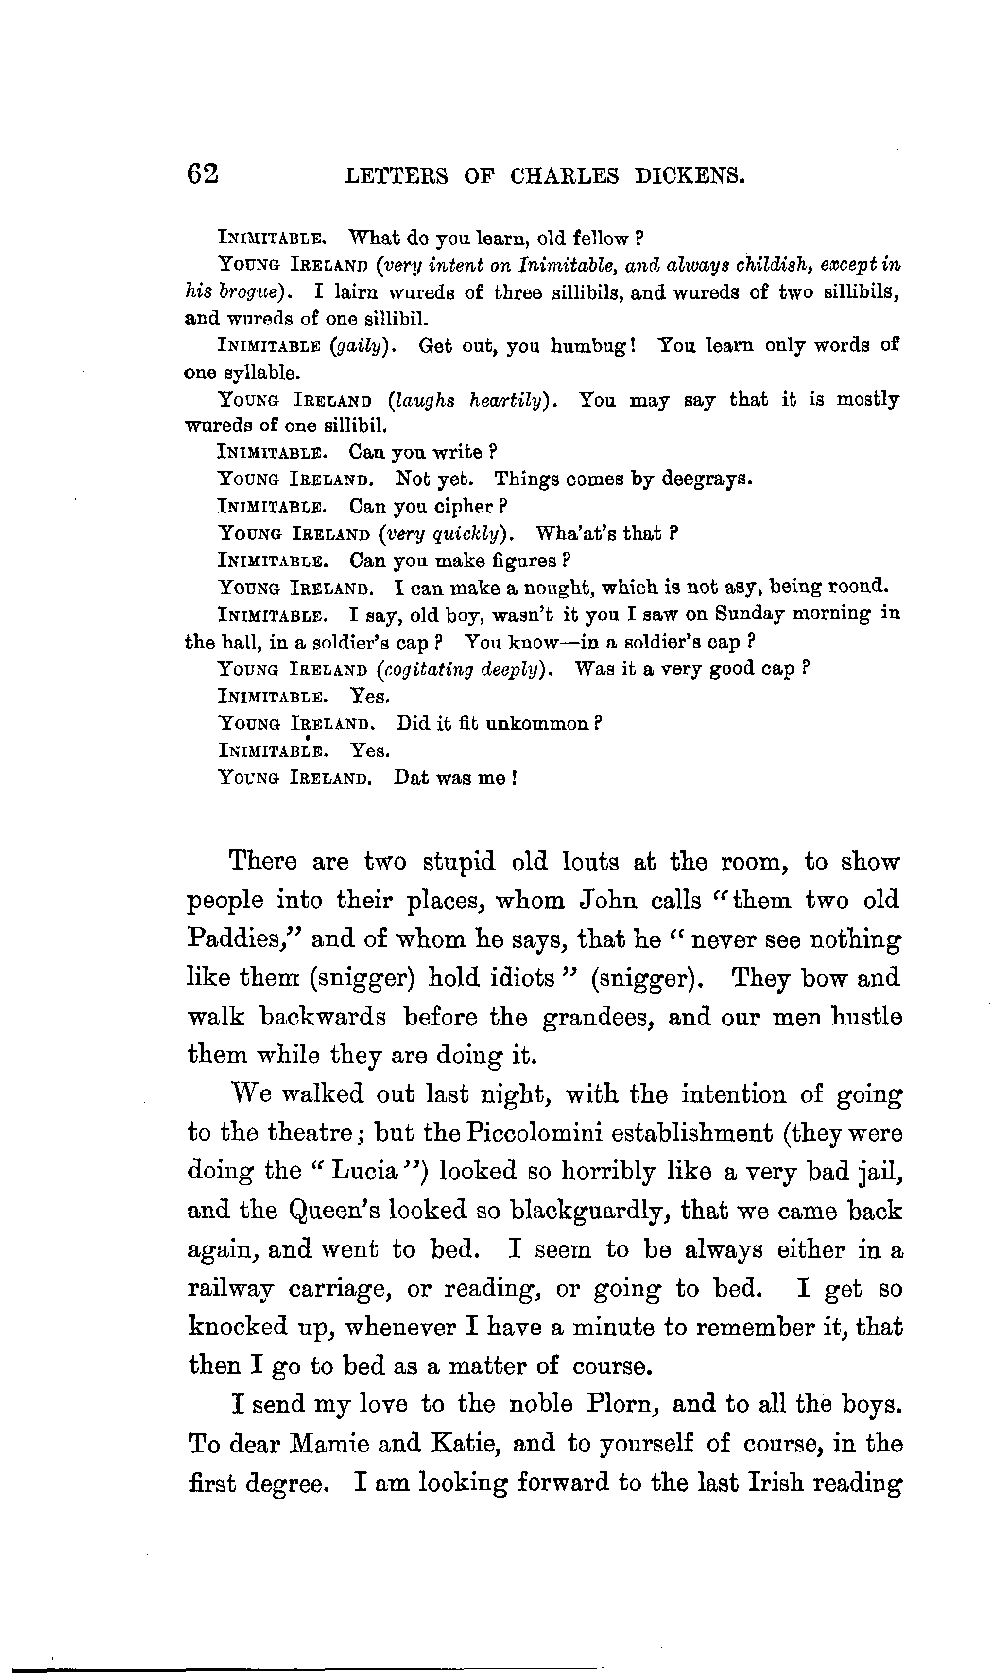 62 LETTERS OF CHARLES DICKENS.
INIMITABLE. What do you learn, old fellow?
YOUNG IRELAND (very intent on Inimitable, and always childish, except in
his brogue). I lairn wureds of three sillibils, and wureds of two sillibils,
and wureds of one sillibil.
INIMITABLE (gaily). Get out, you humbug! You learn only words of
one syllable.
YOUNG IRELAND (laughs heartily). You may say that it is mostly
wureds of one sillibil.
INIMITABLE. Can you write?
YOUNG IRELAND. Not yet. Things comes by deegrays.
INIMITABLE. Can you cipher?
YOUNG IRELAND (very quickly). Wha'at's that?
INIMITABLE. Can you make figures?
YOUNG IRELAND. I can make a nought, which is not asy, being roond.
INIMITABLE. I say, old boy, wasn't it you I saw on Sunday morning in
the hall, in a soldier's cap? You know—in a soldier's cap?
YOUNG IRELAND (cogitating deeply). Was it a very good cap?
INIMITABLE. Yes.
YOUNG IRELAND. Did it fit unkommon?
INIMITABLE. Yes.
YOUNG IRELAND. Dat was me!
There are two stupid old louts at the room, to show
people into their places, whom John calls "them two old
Paddies," and of whom he says, that he "never see nothing
like them (snigger) hold idiots" (snigger). They bow and
walk backwards before the grandees, and our men hustle
them while they are doing it.
We walked out last night, with the intention of going
to the theatre; but the Piccolomini establishment (they were
doing the "Lucia") looked so horribly like a very bad jail,
and the Queen's looked so blackguardly, that we came back
again, and went to bed. I seem to be always either in a
railway carriage, or reading, or going to bed. I get so
knocked up, whenever I have a minute to remember it, that
then I go to bed as a matter of course.
I send my love to the noble Plorn, and to all the boys.
To dear Mamie and Katie, and to yourself of course, in the
first degree. I am looking forward to the last Irish reading